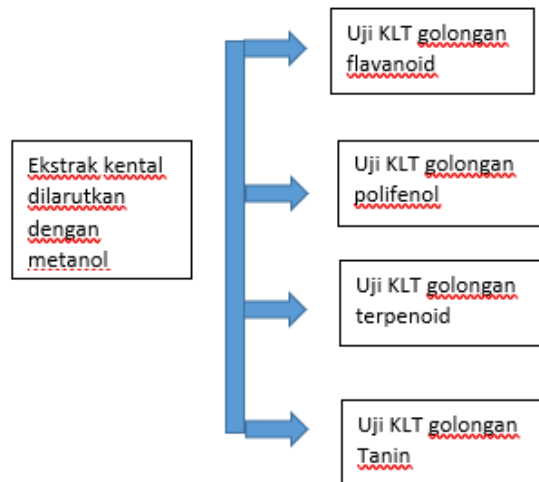 Uji KLT golongan
flavanoid
Ekstrak kental
dilarutkan
dengan
metanol
Uji KLT golongan
polifenol
Uji KLT golongan
terpenoid
Uji KLT golongan
Tanin